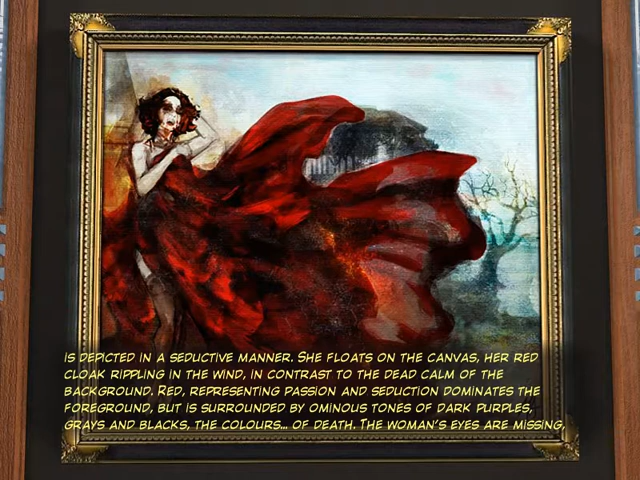 IS DEPICTED IN A SEDUCTIVE MANNER. SHE FLOATS ON THE CANVAS, HER RED
CLOAK RIPPLING IN THE WIND, IN CONTRAST TO THE DEAD CALM OF THE
BACKGROUND. RED, REPRESENTING PASSION AND SEDUCTION DOMINATES THE
FOREGROUND, BUT IS SURROUNDED BY OMINOUS TONES OF DARK PURPLES,
GRAYS AND BLACKS, THE COLOURS... OF DEATH. THE WOMAN'S EYES ARE MISSING,